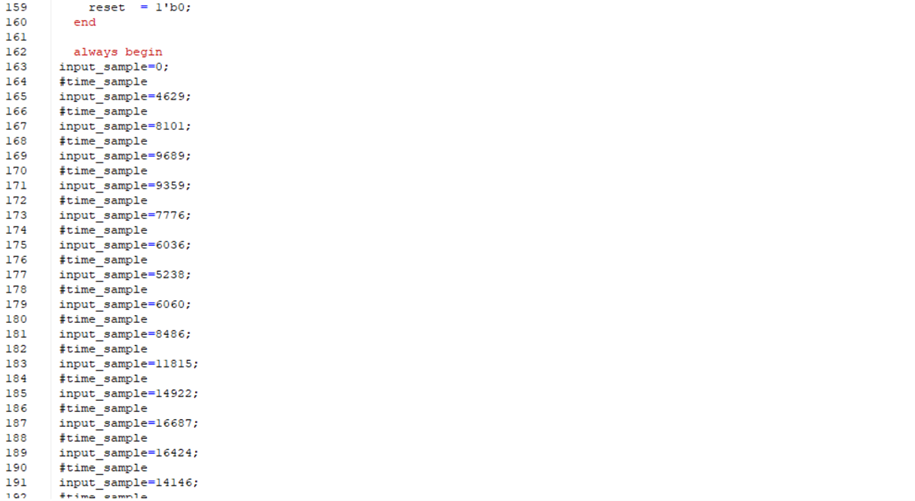 159 reset = 1'b0;
160 end
161
162 always begin
163 input_sample=0;
164 #time_sample
165 input_sample=4629;
166 #time_sample
167 input_sample=8101;
168 #time_sample
169 input_sample=9689;
170 #time_sample
171 input_sample=9359;
172 #time_sample
173 input_sample=7776;
174 #time_sample
175 input_sample=6036;
176 #time_sample
177 input_sample=5238;
178 #time_sample
179 input_sample=6060;
180 #time_sample
181 input_sample=8486;
182 #time_sample
183 input_sample=11815;
184 #time_sample
185 input_sample=14922;
186 #time_sample
187 input_sample=16687;
188 #time_sample
189 input_sample=16424;
190 #time_sample
191 input_sample=14146;
192 #time_sample